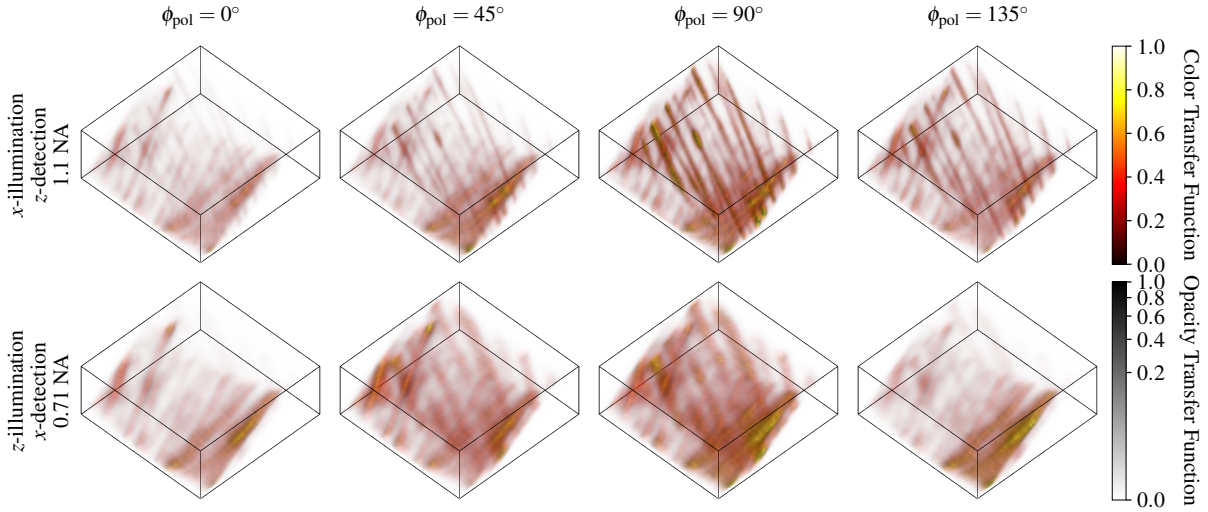 ϕpol = 0° ϕpol = 45° ϕpol = 90° ϕpol = 135°
x-illumination
z-detection
1.1 NA
1.0
0.8
0.6
0.4
0.2
0.0
Color Transfer Function
z-illumination
x-detection
0.71 NA
1.0
0.8
0.6
0.4
0.2
0.0
Opacity Transfer Function